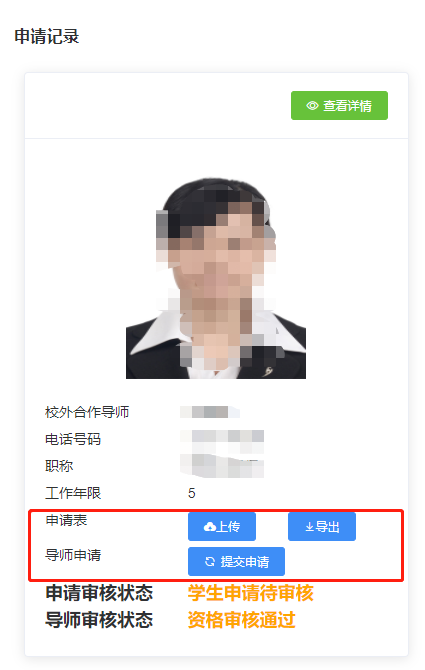 申请记录
查看详情
校外合作导师
电话号码
职称
工作年限 5
申请表 上传 导出
导师申请 提交申请
申请审核状态 学生申请待审核
导师审核状态 资格审核通过